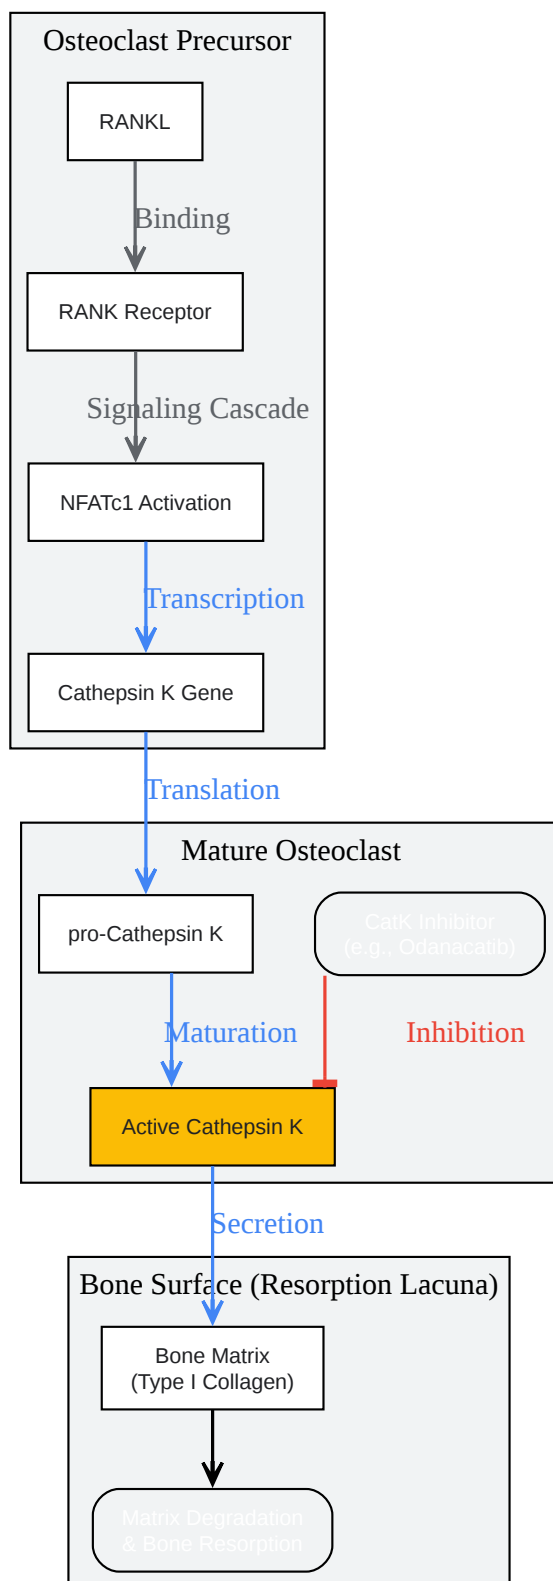 Osteoclast Precursor
RANKL
Binding
RANK Receptor
Signaling Cascade
NFATc1 Activation
Transcription
Cathepsin K Gene
Translation
Mature Osteoclast
pro-Cathepsin K
CatK Inhibitor
(e.g., Odanacatib)
Maturation
Inhibition
Active Cathepsin K
Secretion
Bone Surface (Resorption Lacuna)
Bone Matrix
(Type I Collagen)
Matrix Degradation
& Bone Resorption